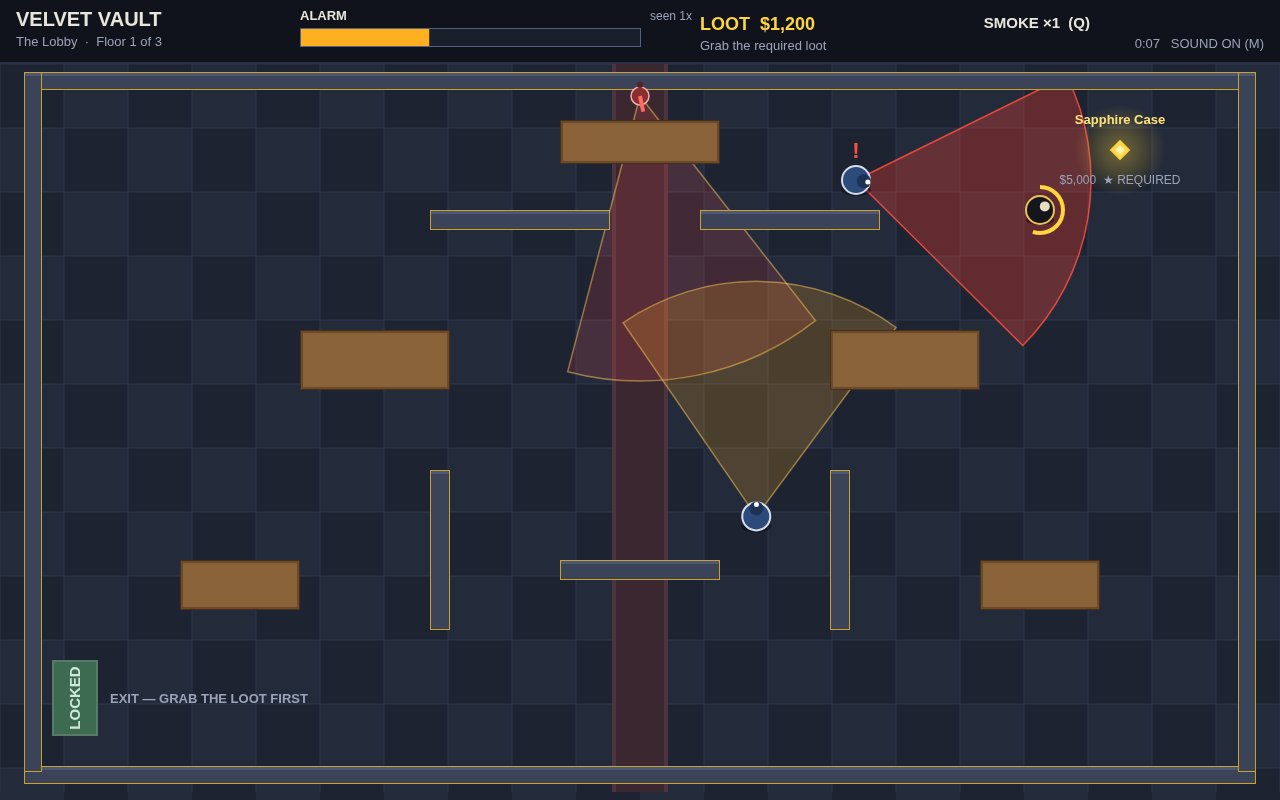 VELVET VAULT
The Lobby · Floor 1 of 3
ALARM
seen 1x
LOOT $1,200
Grab the required loot
SMOKE ×1 (Q)
0:07 SOUND ON (M)
Sapphire Case
!
$5,000 ★ REQUIRED
LOCKED
EXIT — GRAB THE LOOT FIRST